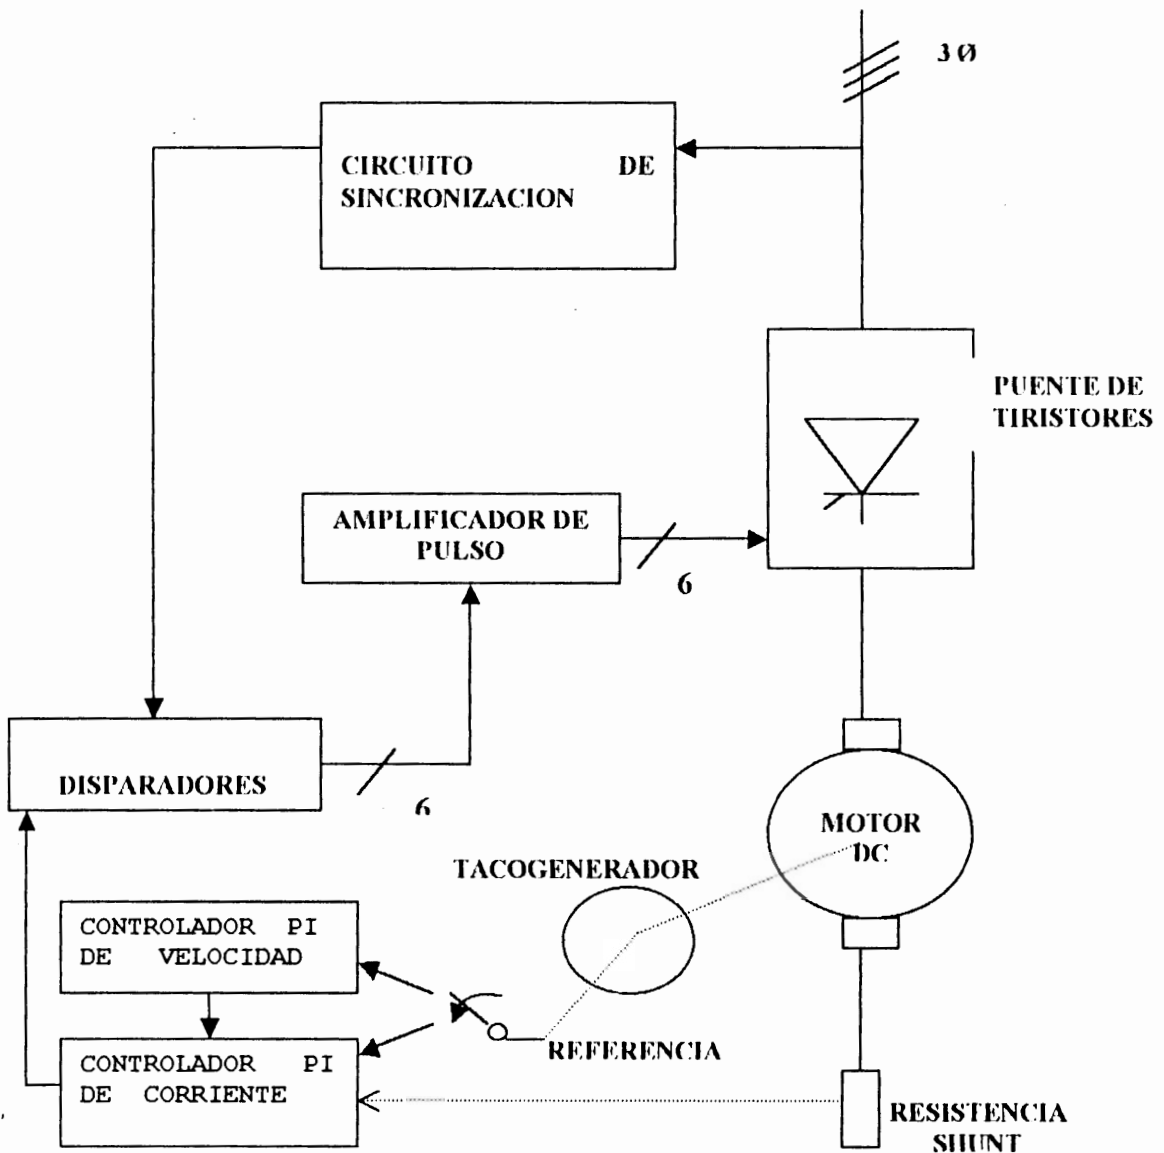 3 Ø
CIRCUITO DE
SINCRONIZACION
PUENTE DE
TIRISTORES
AMPLIFICADOR DE
PULSO
6
DISPARADORES
6
MOTOR
DC
TACOGENERADOR
CONTROLADOR PI
DE VELOCIDAD
REFERENCIA
CONTROLADOR PI
DE CORRIENTE
RESISTENCIA
SHUNT